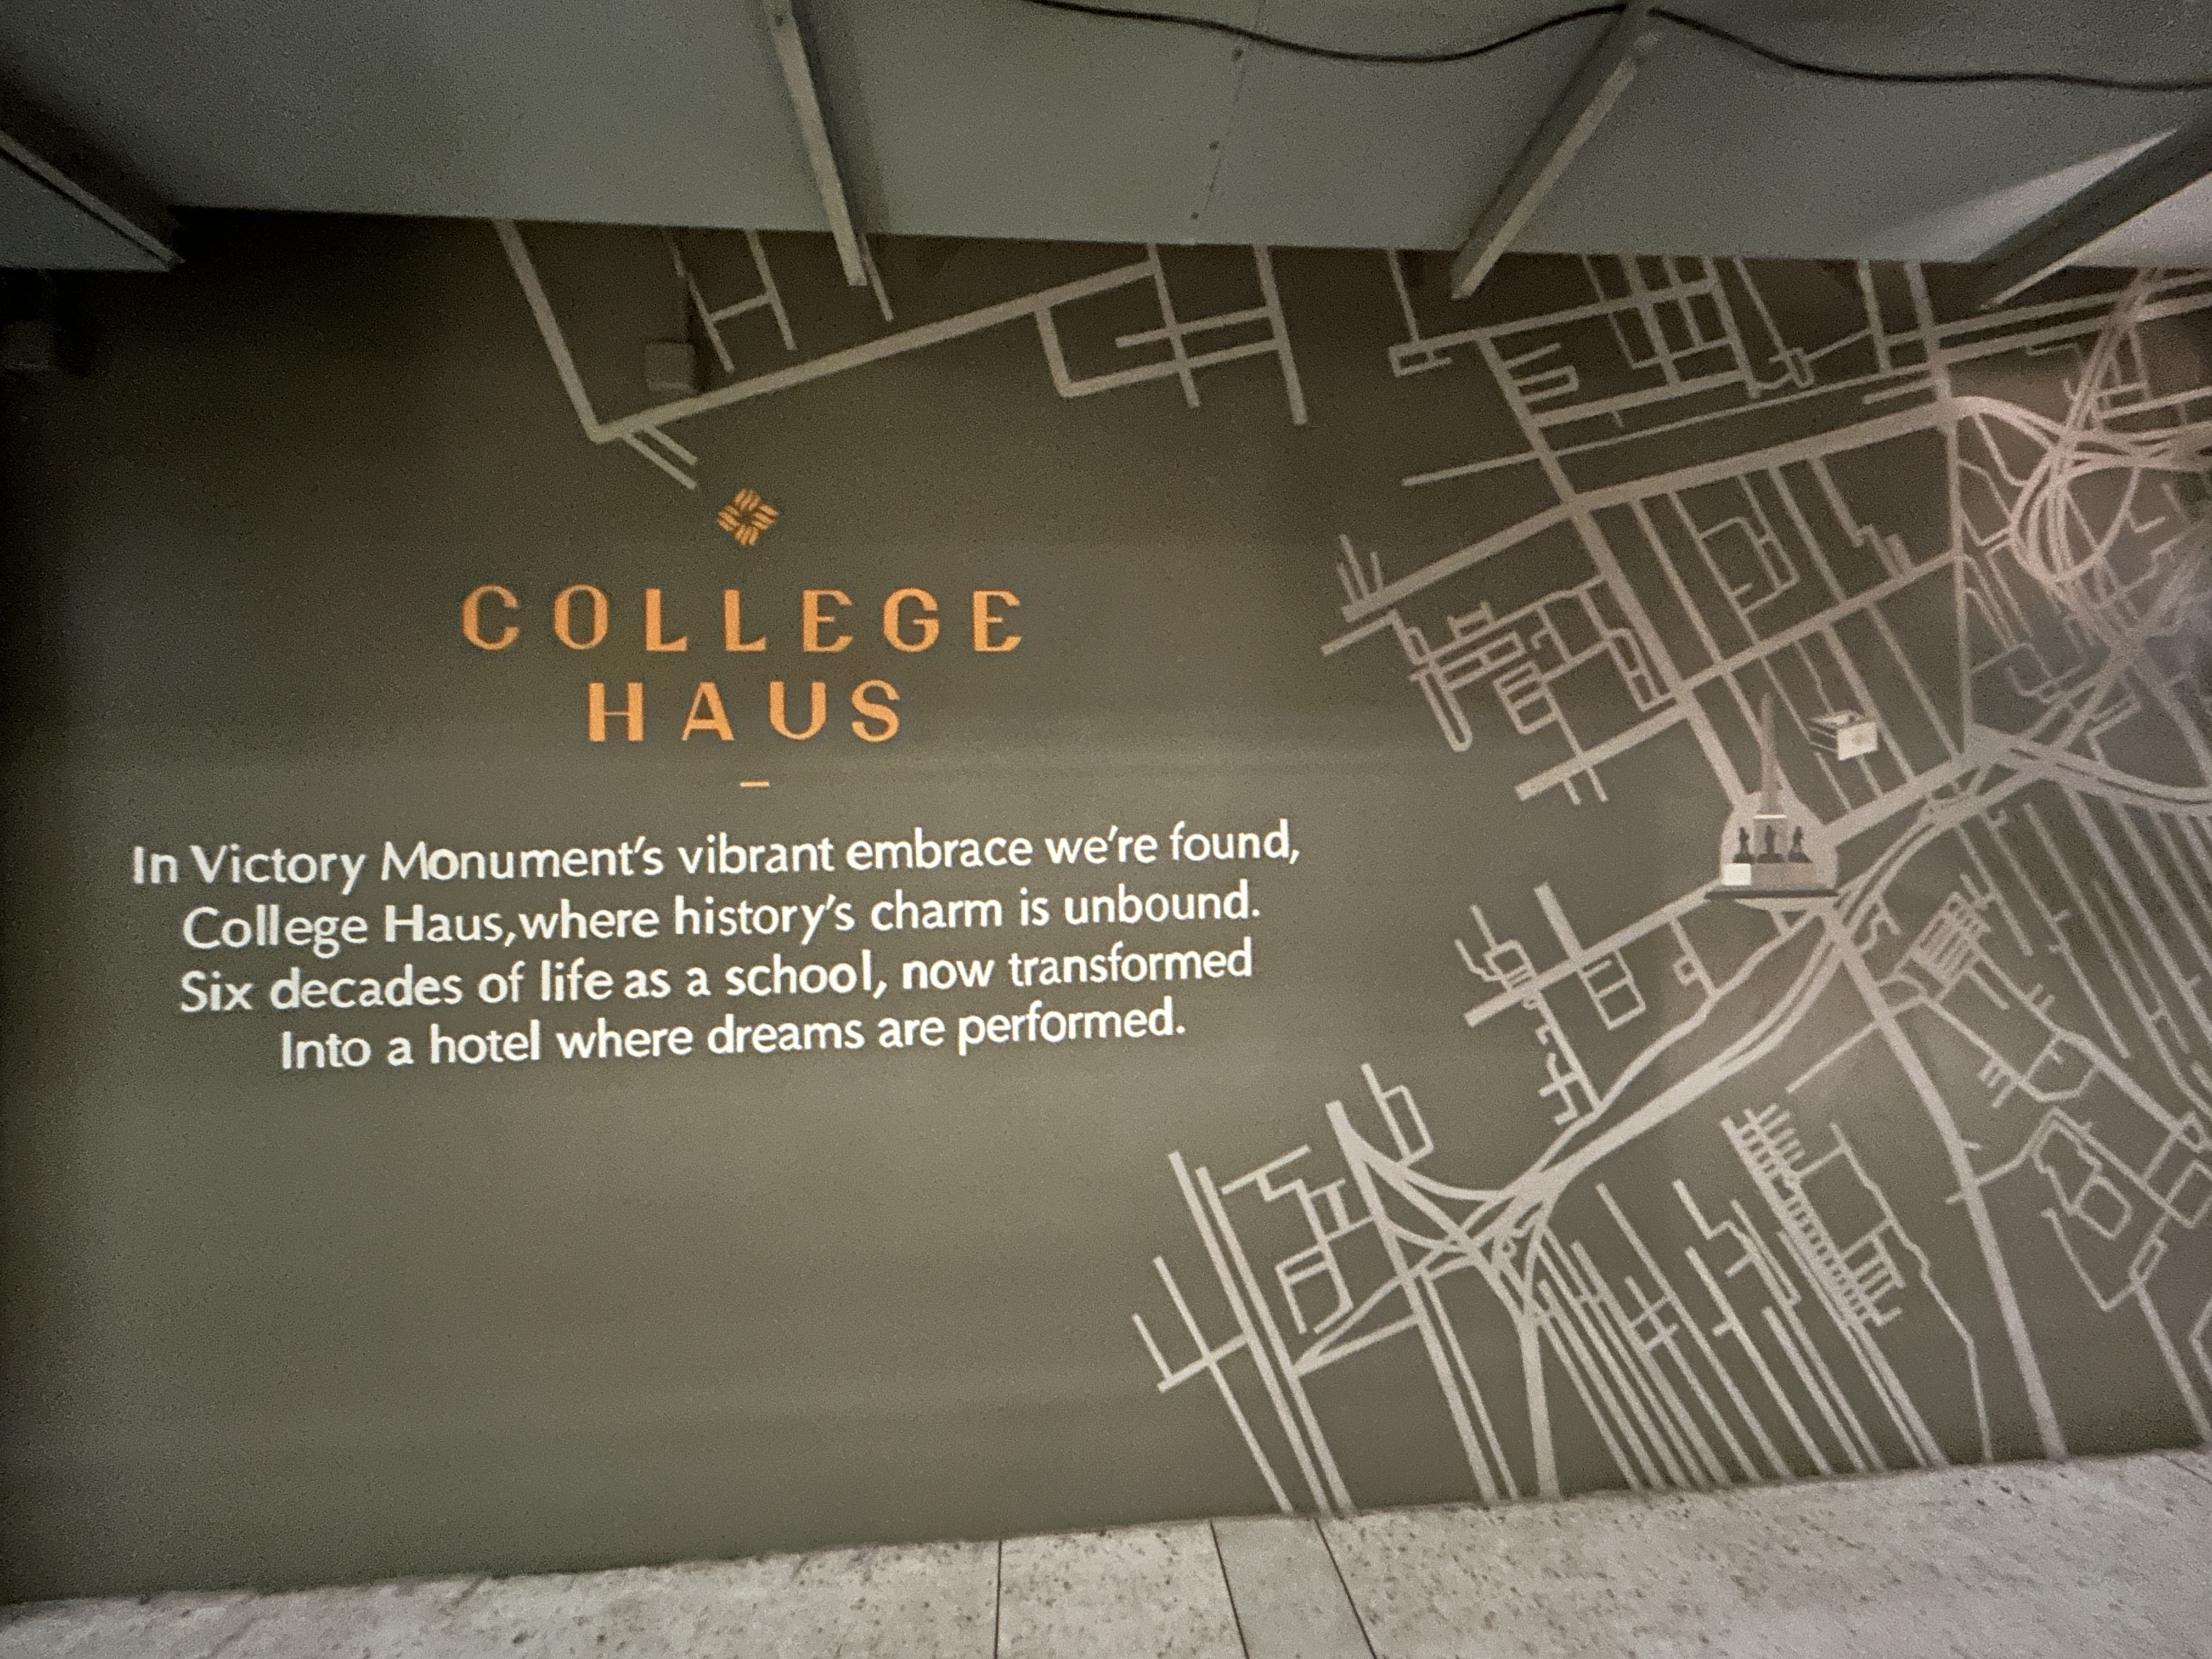 COLLEGE
HAUS
In Victory Monument's vibrant embrace we're found,
College Haus,where history's charm is unbound.
Six decades of life as a school, now transformed
Into a hotel where dreams are performed.